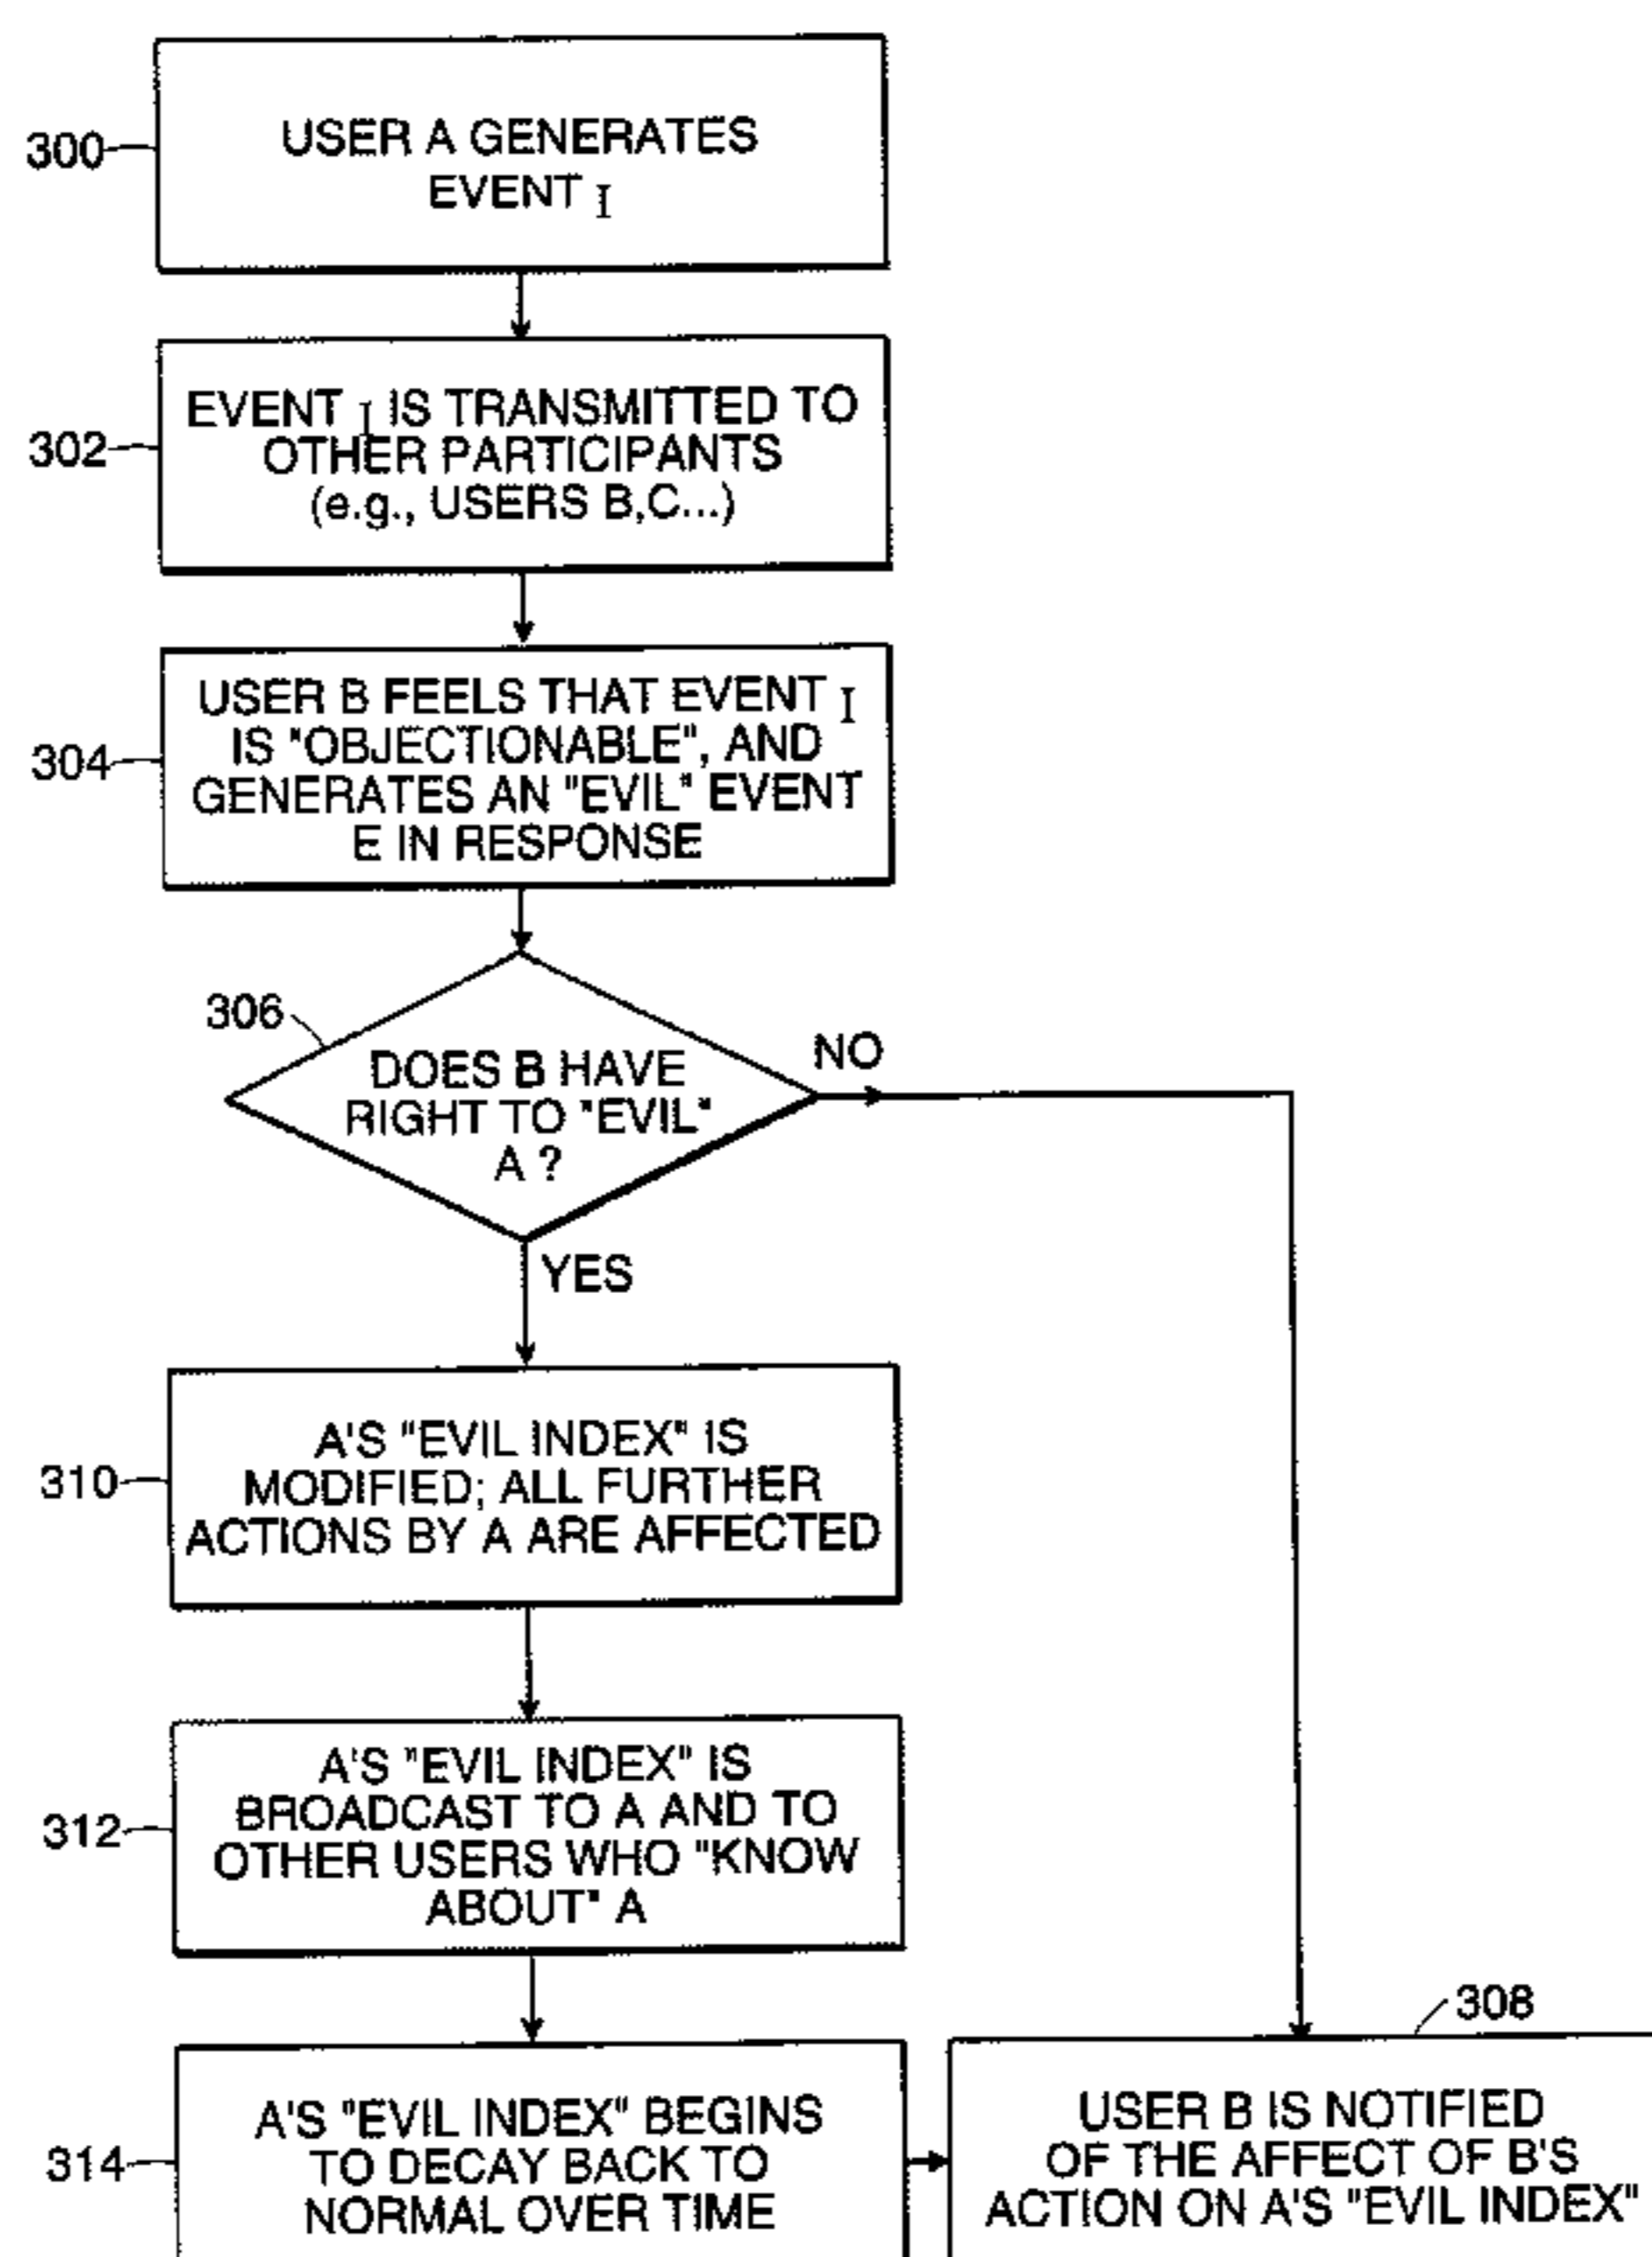 300
USER A GENERATES
EVENT I
302
EVENT I IS TRANSMITTED TO
OTHER PARTICIPANTS
(e.g., USERS B,C...)
304
USER B FEELS THAT EVENT I
IS "OBJECTIONABLE", AND
GENERATES AN "EVIL" EVENT
E IN RESPONSE
306
DOES B HAVE
RIGHT TO "EVIL"
A ?
NO
YES
310
A'S "EVIL INDEX" IS
MODIFIED; ALL FURTHER
ACTIONS BY A ARE AFFECTED
312
A'S "EVIL INDEX" IS
BROADCAST TO A AND TO
OTHER USERS WHO "KNOW
ABOUT" A
314
A'S "EVIL INDEX" BEGINS
TO DECAY BACK TO
NORMAL OVER TIME
308
USER B IS NOTIFIED
OF THE AFFECT OF B'S
ACTION ON A'S "EVIL INDEX"